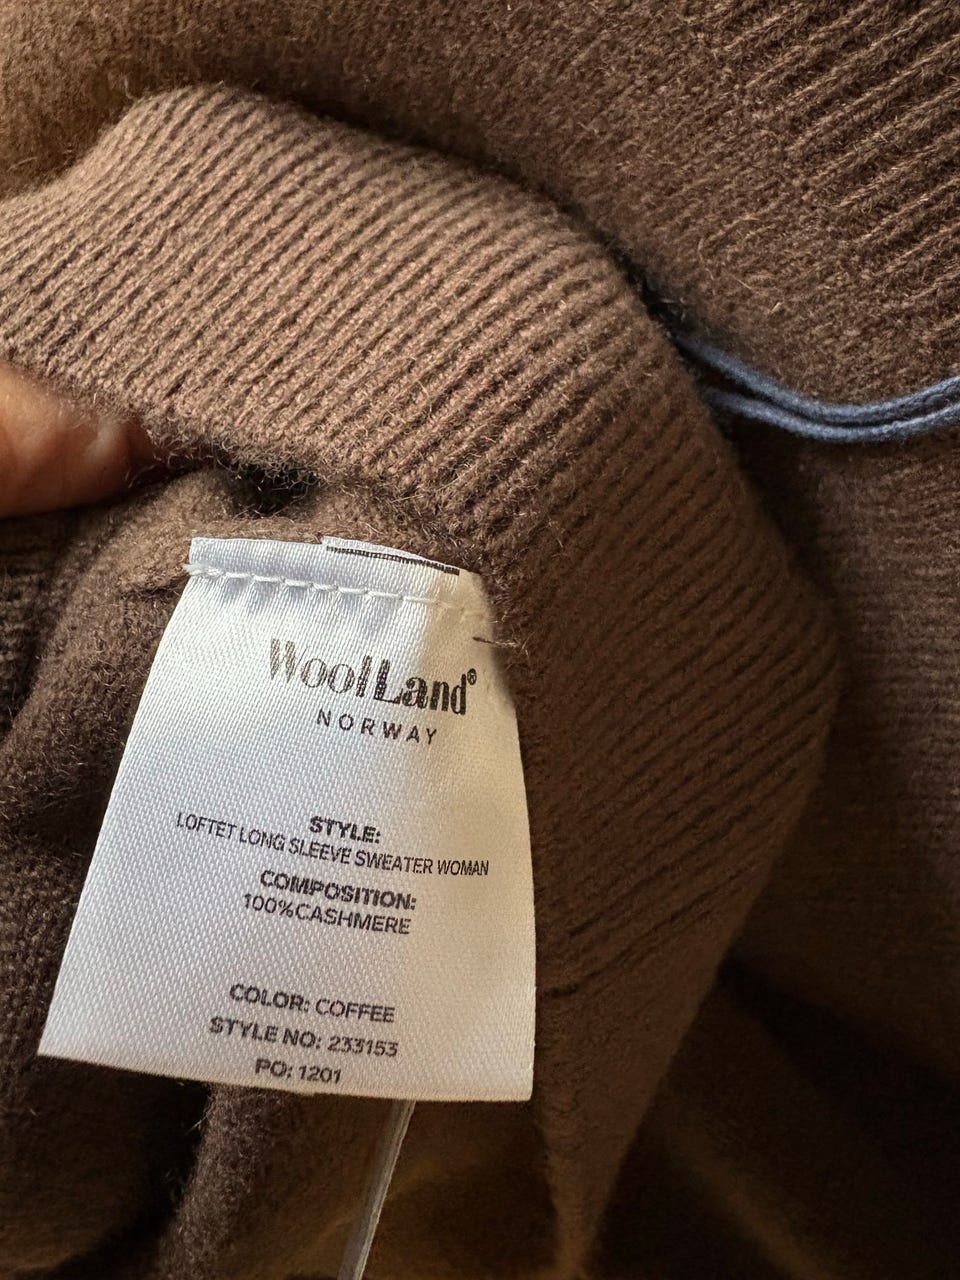 WoolLand®
NORWAY
STYLE:
LOFTET LONG SLEEVE SWEATER WOMAN
COMPOSITION:
100%CASHMERE
COLOR: COFFEE
STYLE NO: 233153
PO: 1201